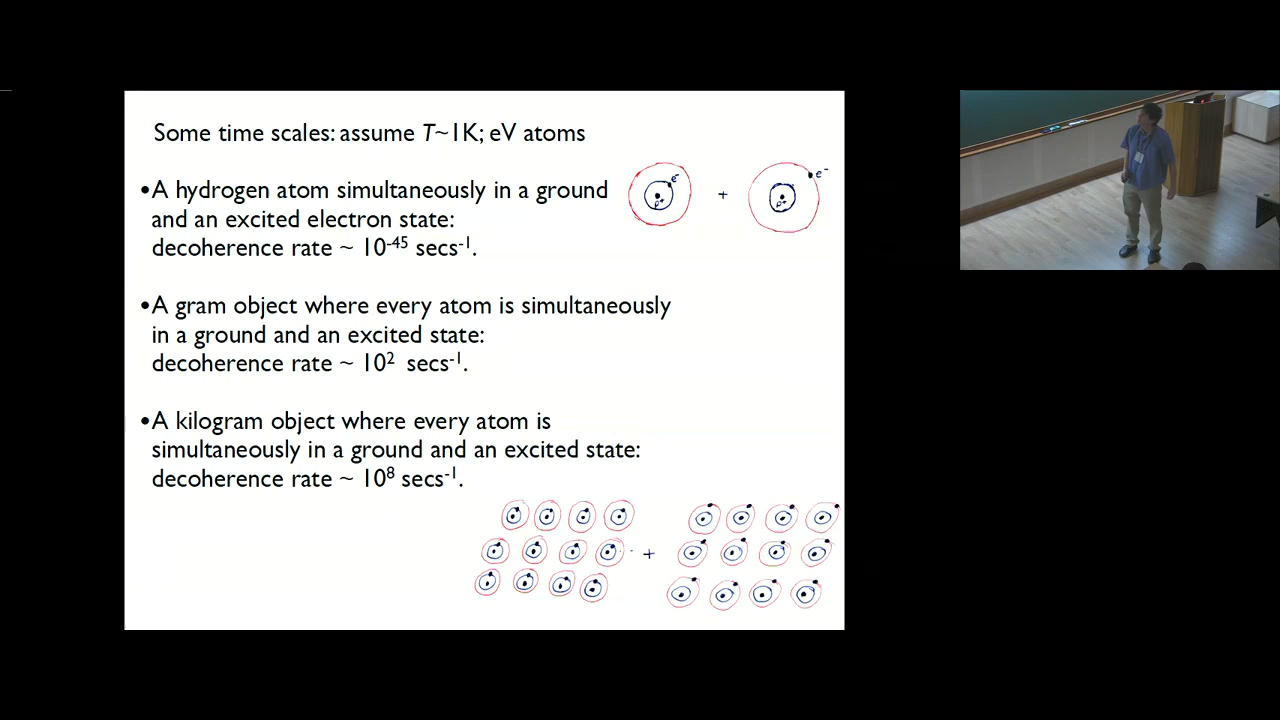 Some time scales: assume T~1K; eV atoms
•A hydrogen atom simultaneously in a ground
and an excited electron state:
decoherence rate ~ 10⁻⁴⁵ secs⁻¹.
e⁻
p⁺
+
e⁻
p⁺
•A gram object where every atom is simultaneously
in a ground and an excited state:
decoherence rate ~ 10² secs⁻¹.
•A kilogram object where every atom is
simultaneously in a ground and an excited state:
decoherence rate ~ 10⁸ secs⁻¹.
+